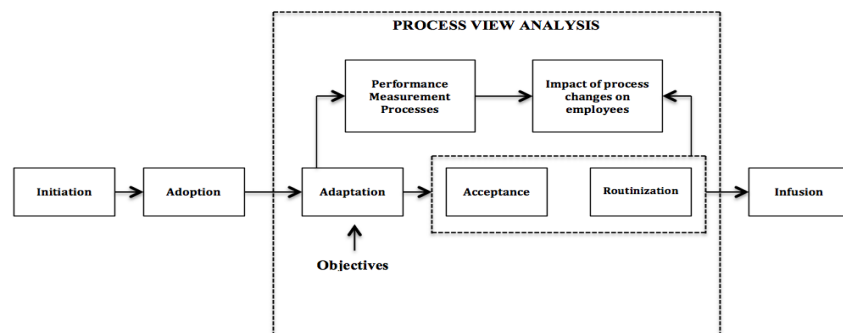 PROCESS VIEW ANALYSIS
Performance
Measurement
Processes
Impact of process
changes on
employees
Initiation
Adoption
Adaptation
Acceptance
Routinization
Infusion
Objectives